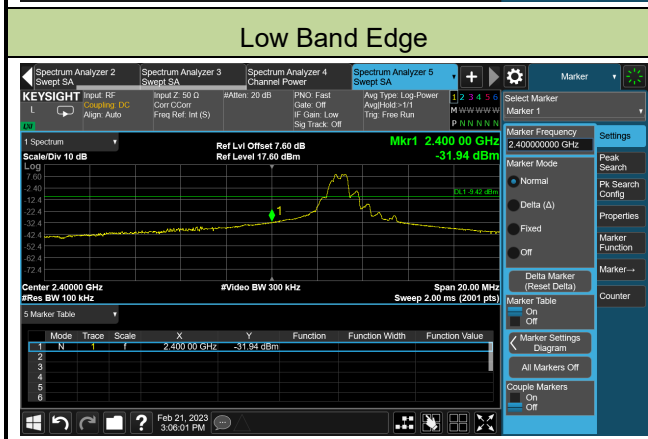 Low Band Edge
Spectrum Analyzer 2
Swept SA
Spectrum Analyzer 3
Swept SA
Spectrum Analyzer 4
Channel Power
Spectrum Analyzer 5
Swept SA
+
Marker
KEYSIGHT
L
Input: RF
Coupling: DC
Align: Auto
Input Z: 50 Ω
Corr CCorr
Freq Ref: Int (S)
#Atten: 20 dB
PNO: Fast
Gate: Off
IF Gain: Low
Sig Track: Off
Avg Type: Log-Power
Avg|Hold:>1/1
Trig: Free Run
1 2 3 4 5 6
M W W W W W
P N N N N N
Select Marker
Marker 1
1 Spectrum
Scale/Div 10 dB
Log
Ref Lvl Offset 7.60 dB
Ref Level 17.60 dBm
Mkr1 2.400 00 GHz
-31.94 dBm
7.60
-2.40
-12.4
-22.4
-32.4
-42.4
-52.4
-62.4
-72.4
DL1 -9.42 dBm
1
Center 2.40000 GHz
#Res BW 100 kHz
#Video BW 300 kHz
Span 20.00 MHz
Sweep 2.00 ms (2001 pts)
5 Marker Table
Mode Trace Scale X Y Function Function Width Function Value
1 N 1 f 2.400 00 GHz -31.94 dBm
2
3
4
5
6
Marker Frequency
2.40000000 GHz
Marker Mode
Normal
Delta (Δ)
Fixed
Off
Delta Marker
(Reset Delta)
Marker Table
On
Off
Marker Settings
Diagram
All Markers Off
Couple Markers
On
Off
Settings
Peak
Search
Pk Search
Config
Properties
Marker
Function
Marker→
Counter
?
Feb 21, 2023
3:06:01 PM